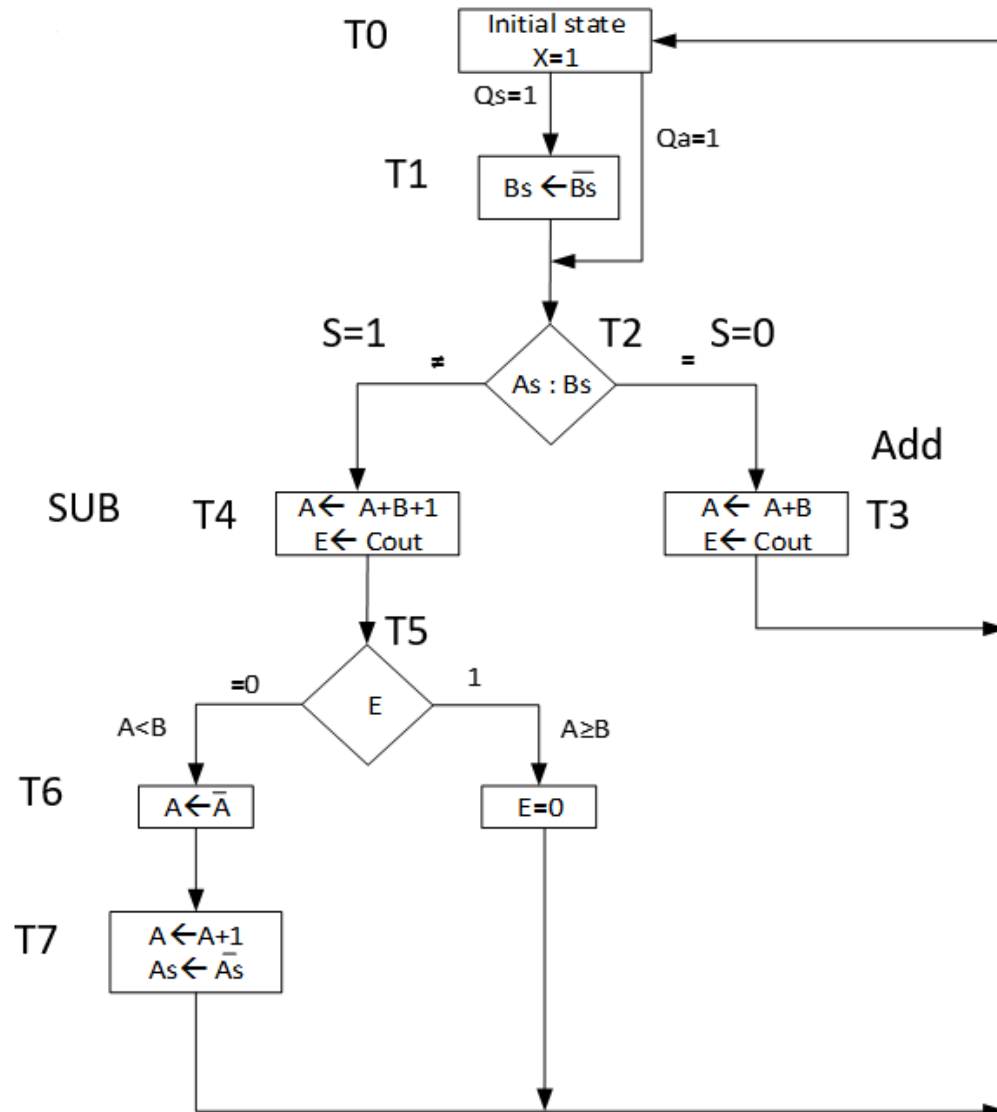 T0
Initial state
X=1
Qs=1
Qa=1
T1
Bs ← B̅s̅
S=1
T2
S=0
≠
As : Bs
=
Add
SUB
T4
A← A+B+1
E← Cout
A← A+B
E← Cout
T3
T5
=0
E
1
A<B
A≥B
T6
A←A̅
E=0
T7
A←A+1
As← A̅s